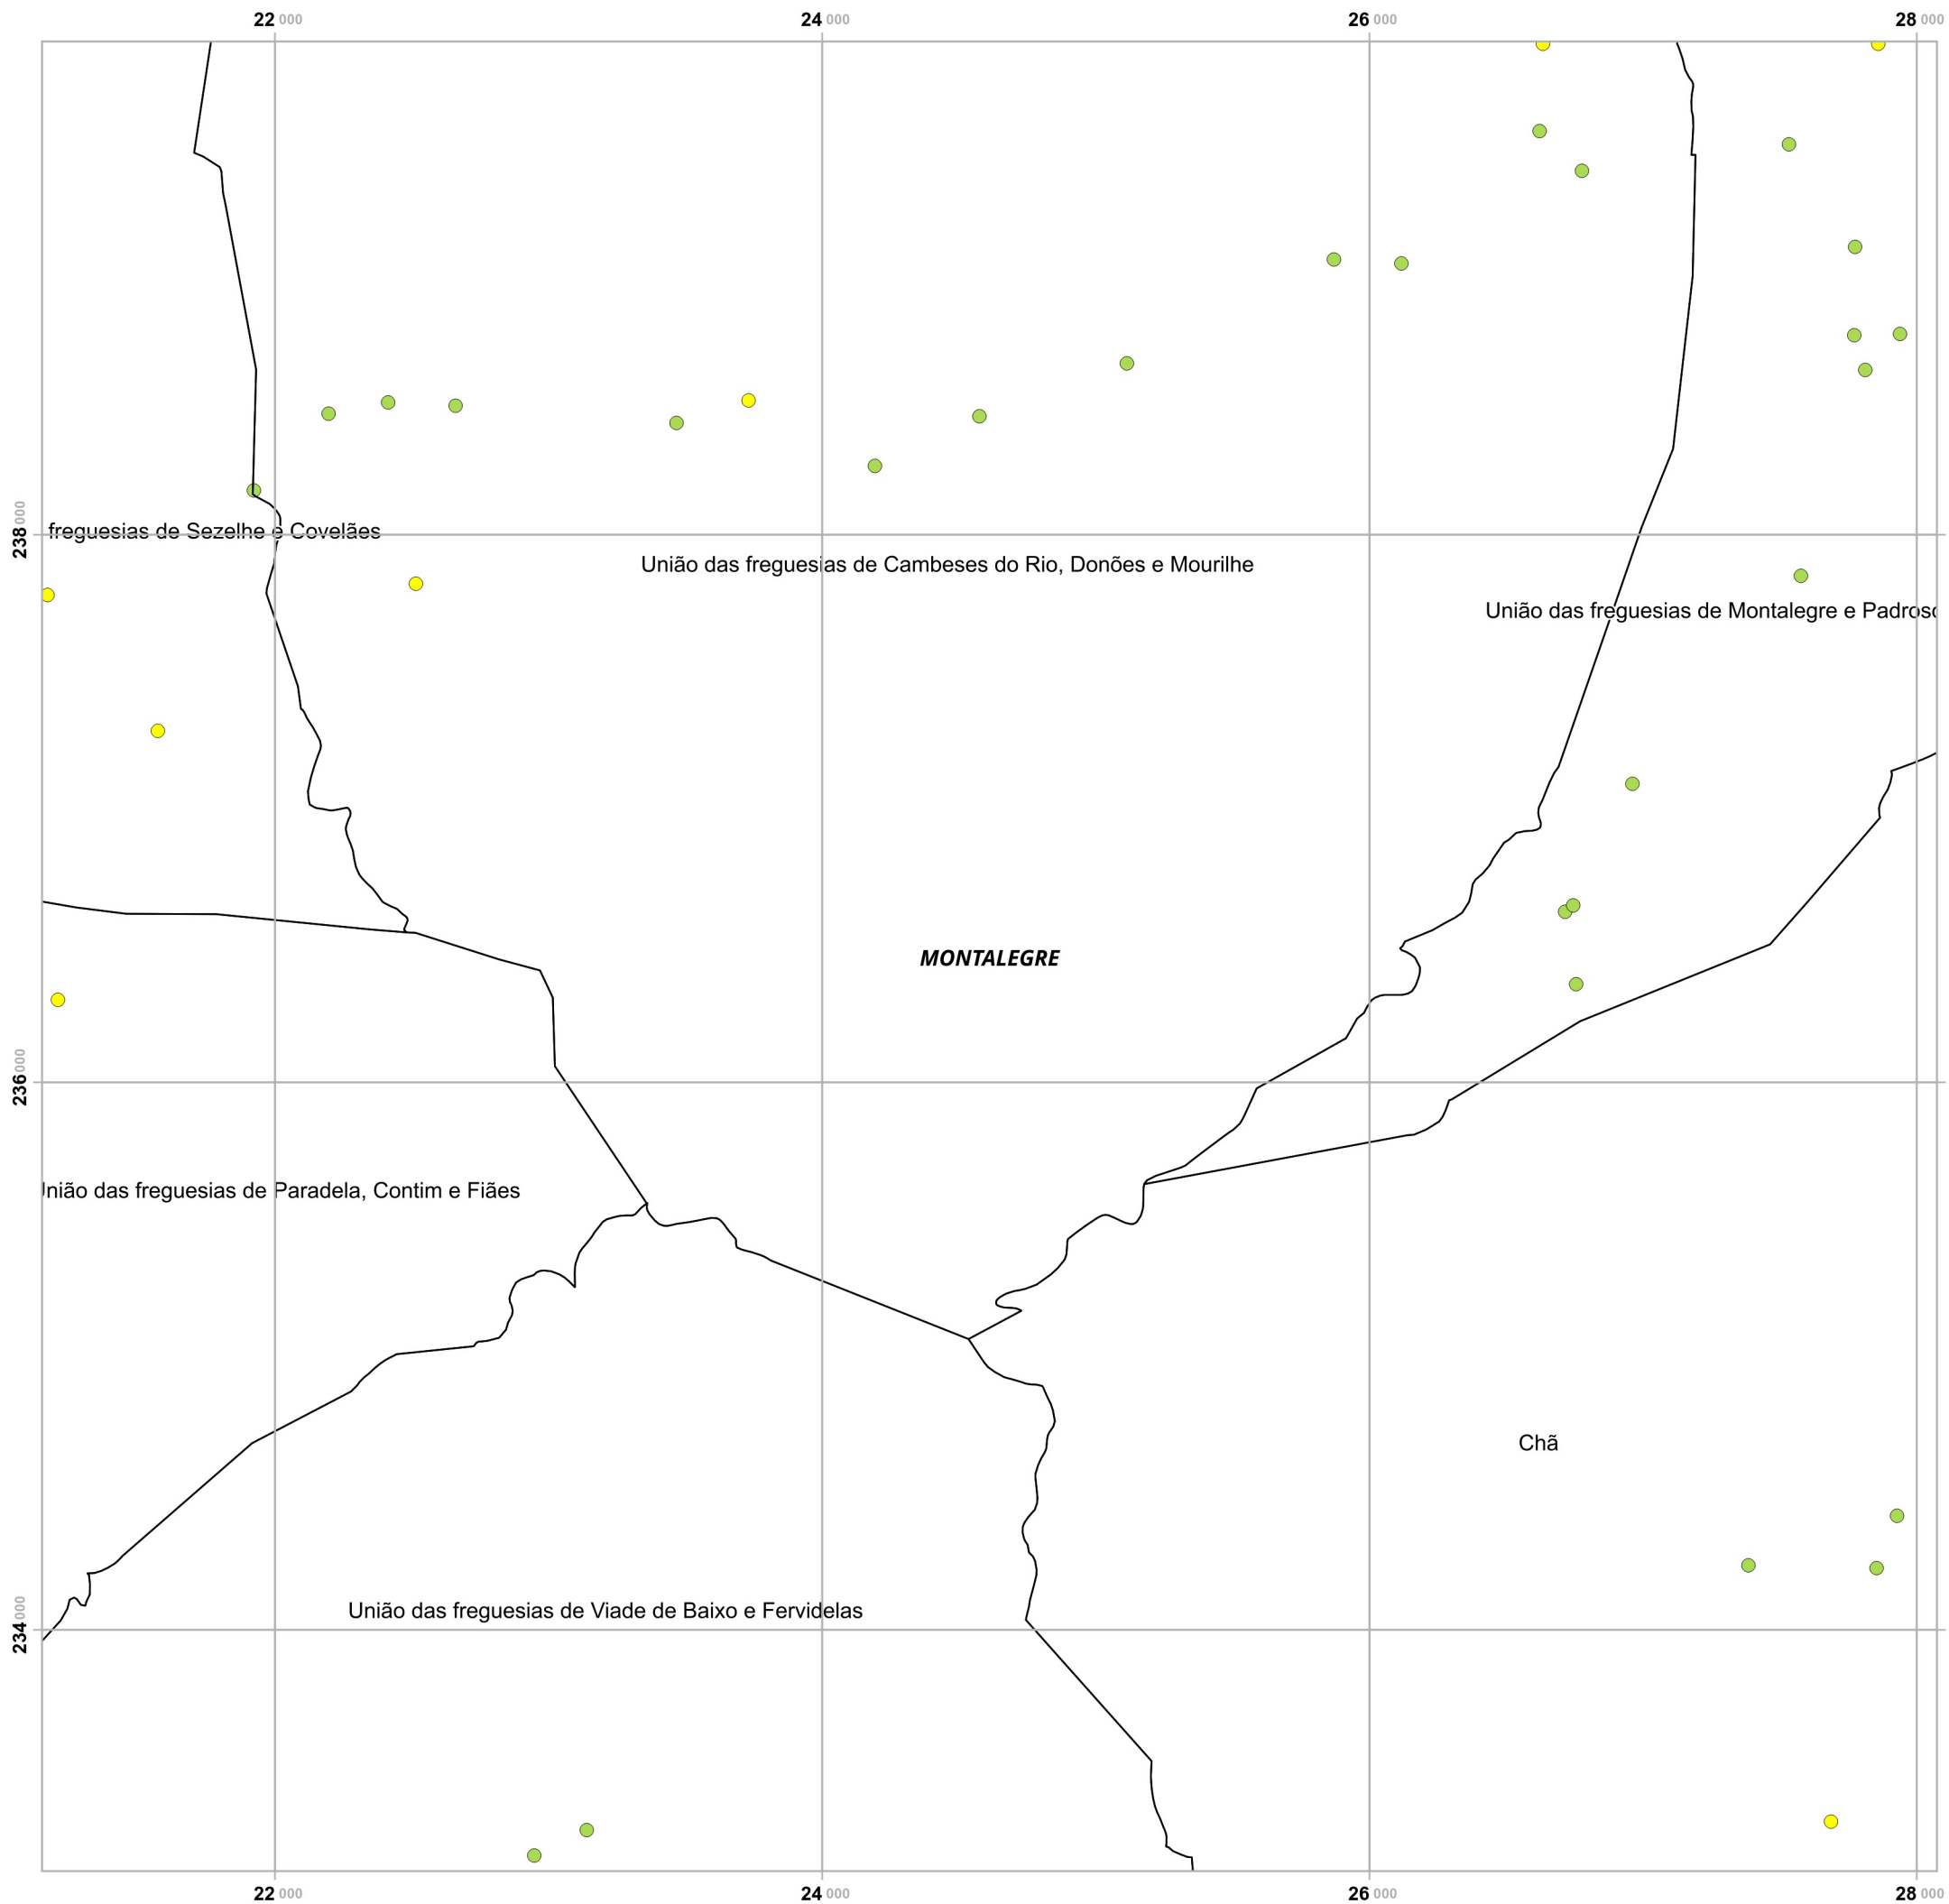 22 000 24 000 26 000 28 000
238 000
freguesias de Sezelhe e Covelães
União das freguesias de Cambeses do Rio, Donões e Mourilhe
União das freguesias de Montalegre e Padroso
MONTALEGRE
236 000
União das freguesias de Paradela, Contim e Fiães
Chã
União das freguesias de Viade de Baixo e Fervidelas
234 000
22 000 24 000 26 000 28 000